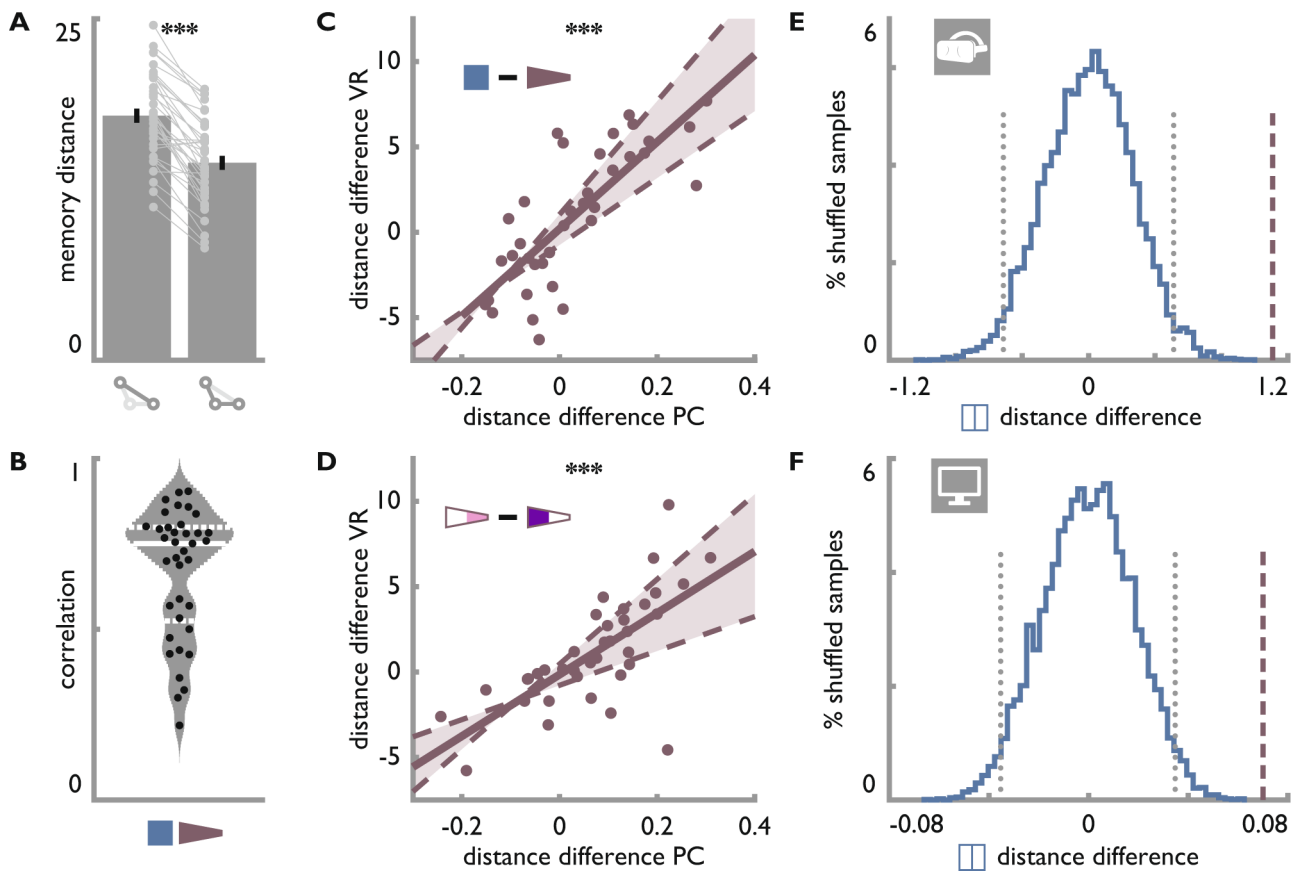 A
25
***
memory distance
0
B
1
correlation
0
C
***
10
5
0
-5
distance difference VR
-0.2
0
0.2
0.4
distance difference PC
D
***
10
5
0
-5
distance difference VR
-0.2
0
0.2
0.4
distance difference PC
E
6
% shuffled samples
0
-1.2
0
1.2
distance difference
F
6
% shuffled samples
0
-0.08
0
0.08
distance difference